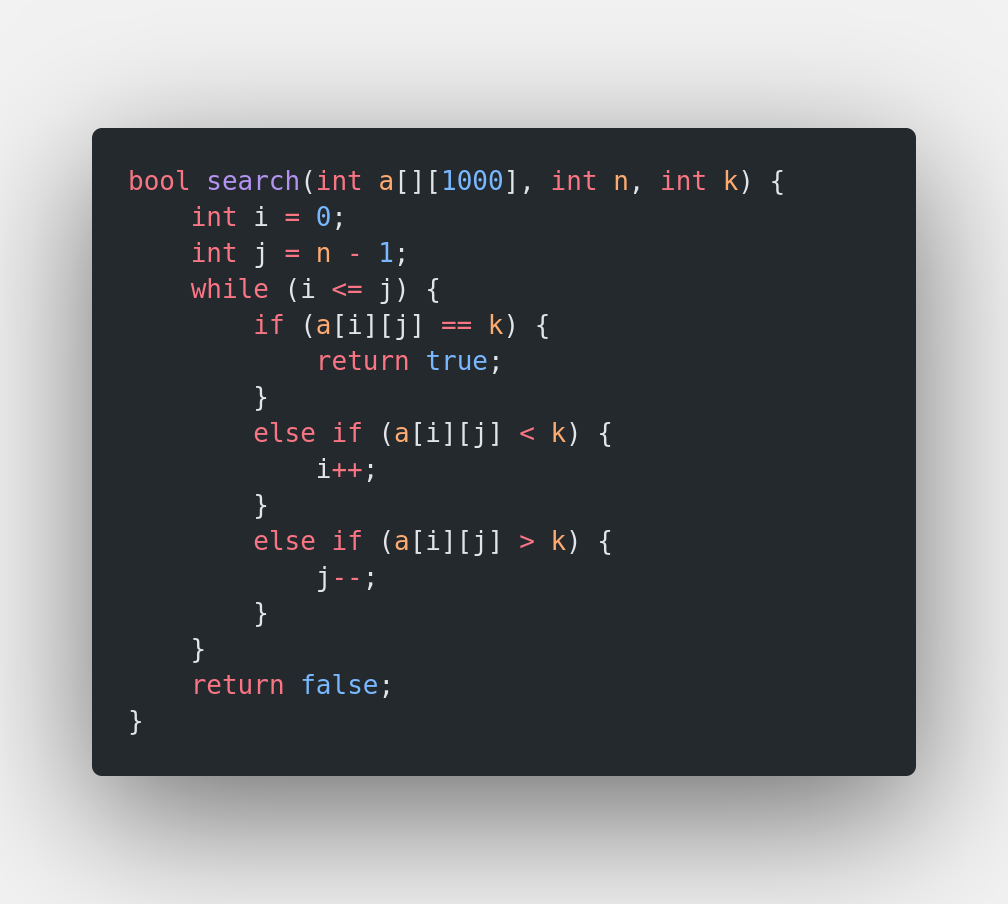 bool search(int a[][1000], int n, int k) {
    int i = 0;
    int j = n - 1;
    while (i <= j) {
        if (a[i][j] == k) {
            return true;
        }
        else if (a[i][j] < k) {
            i++;
        }
        else if (a[i][j] > k) {
            j--;
        }
    }
    return false;
}